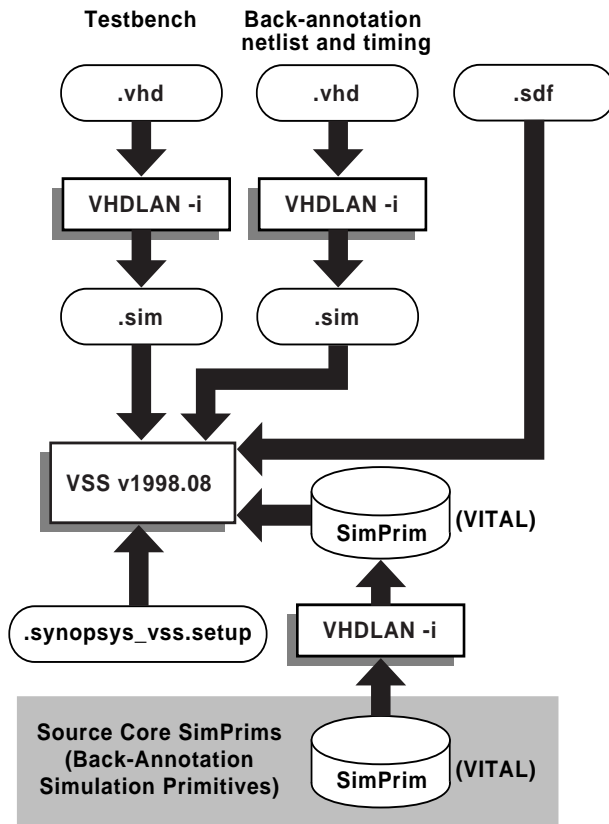 Testbench
Back-annotation
netlist and timing
.vhd
.vhd
.sdf
VHDLAN -i
VHDLAN -i
.sim
.sim
VSS v1998.08
SimPrim
(VITAL)
.synopsys_vss.setup
VHDLAN -i
Source Core SimPrims
(Back-Annotation
Simulation Primitives)
SimPrim
(VITAL)